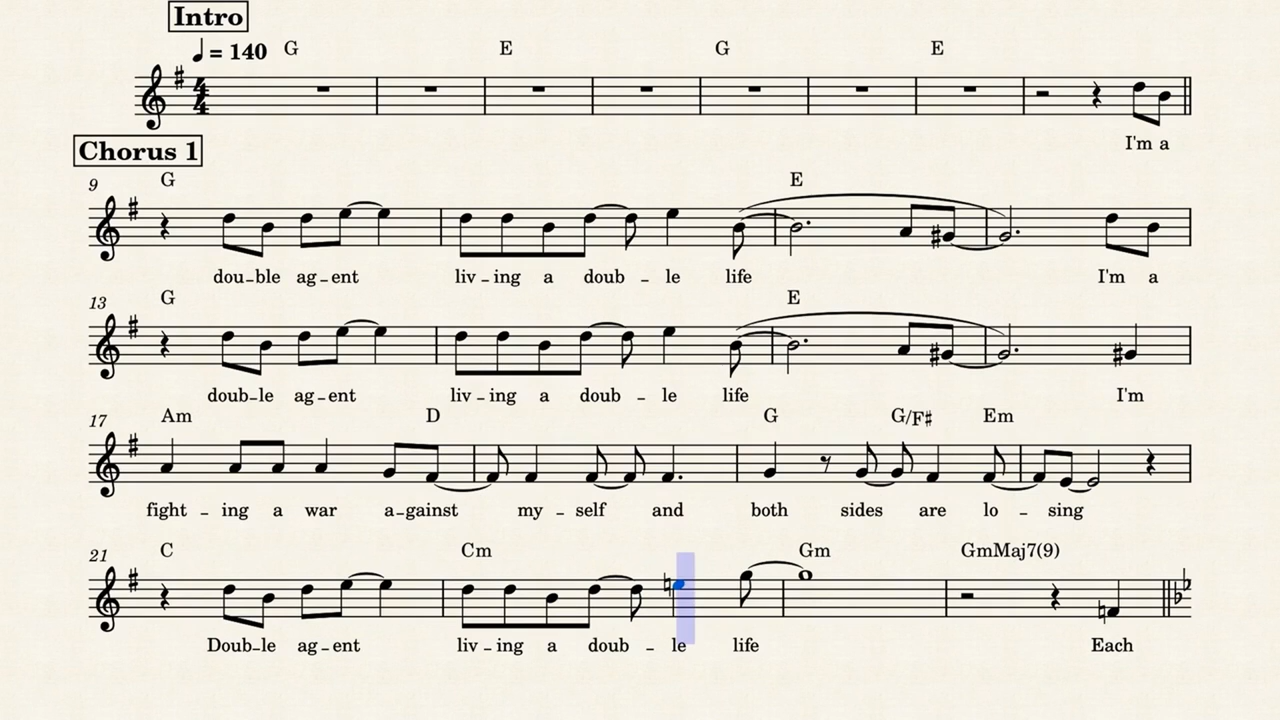 Intro
♩ = 140 G E G E
4/4
I'm a
Chorus 1
9 G E
dou – ble ag – ent liv – ing a doub – le life I'm a
13 G E
doub – le ag – ent liv – ing a doub – le life I'm
17 Am D G G/F# Em
fight – ing a war a – gainst my – self and both sides are lo – sing
21 C Cm Gm GmMaj7(9)
Doub – le ag – ent liv – ing a doub – le life Each